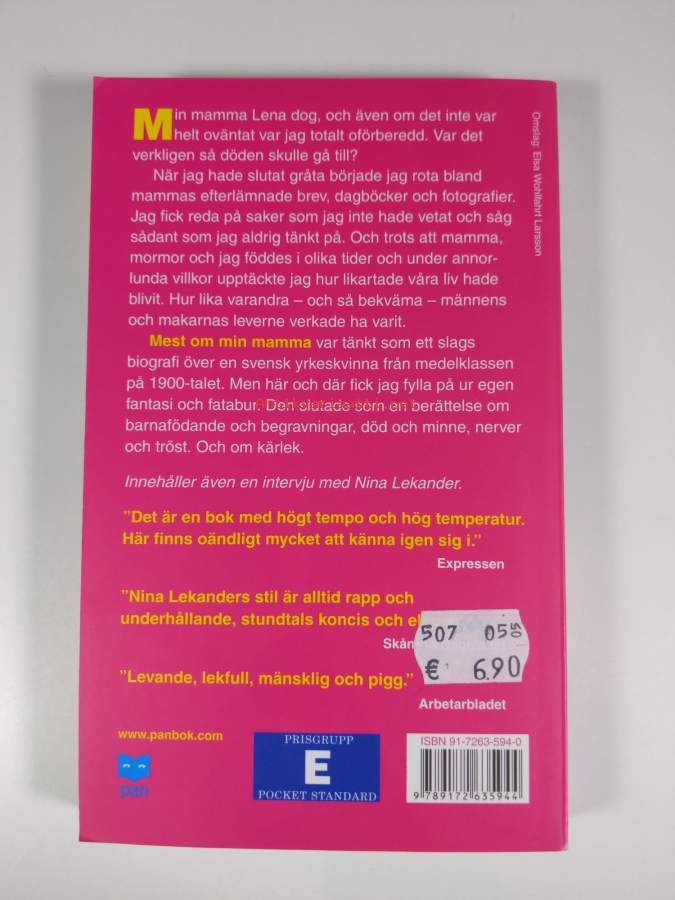 Min mamma Lena dog, och även om det inte var
helt oväntat var jag totalt oförberedd. Var det
verkligen så döden skulle gå till?
När jag hade slutat gråta började jag rota bland
mammas efterlämnade brev, dagböcker och fotografier.
Jag fick reda på saker som jag inte hade vetat och såg
sådant som jag aldrig tänkt på. Och trots att mamma,
mormor och jag föddes i olika tider och under annor-
lunda villkor upptäckte jag hur likartade våra liv hade
blivit. Hur lika varandra – och så bekväma – männens
och makarnas leverne verkade ha varit.
Mest om min mamma var tänkt som ett slags
biografi över en svensk yrkeskvinna från medelklassen
på 1900-talet. Men här och där fick jag fylla på ur egen
fantasi och fatabur. Den slutade som en berättelse om
barnafödande och begravningar, död och minne, nerver
och tröst. Och om kärlek.
Innehåller även en intervju med Nina Lekander.
”Det är en bok med högt tempo och hög temperatur.
Här finns oändligt mycket att känna igen sig i.”
Expressen
”Nina Lekanders stil är alltid rapp och
underhållande, stundtals koncis och
507 05 50
€ 6.90
”Levande, lekfull, mänsklig och pigg.”
Arbetarbladet
www.panbok.com
pan
PRISGRUPP
E
POCKET STANDARD
ISBN 91-7263-594-0
9 789172 635944
Omslag: Elsa Wohlfahrt Larsson